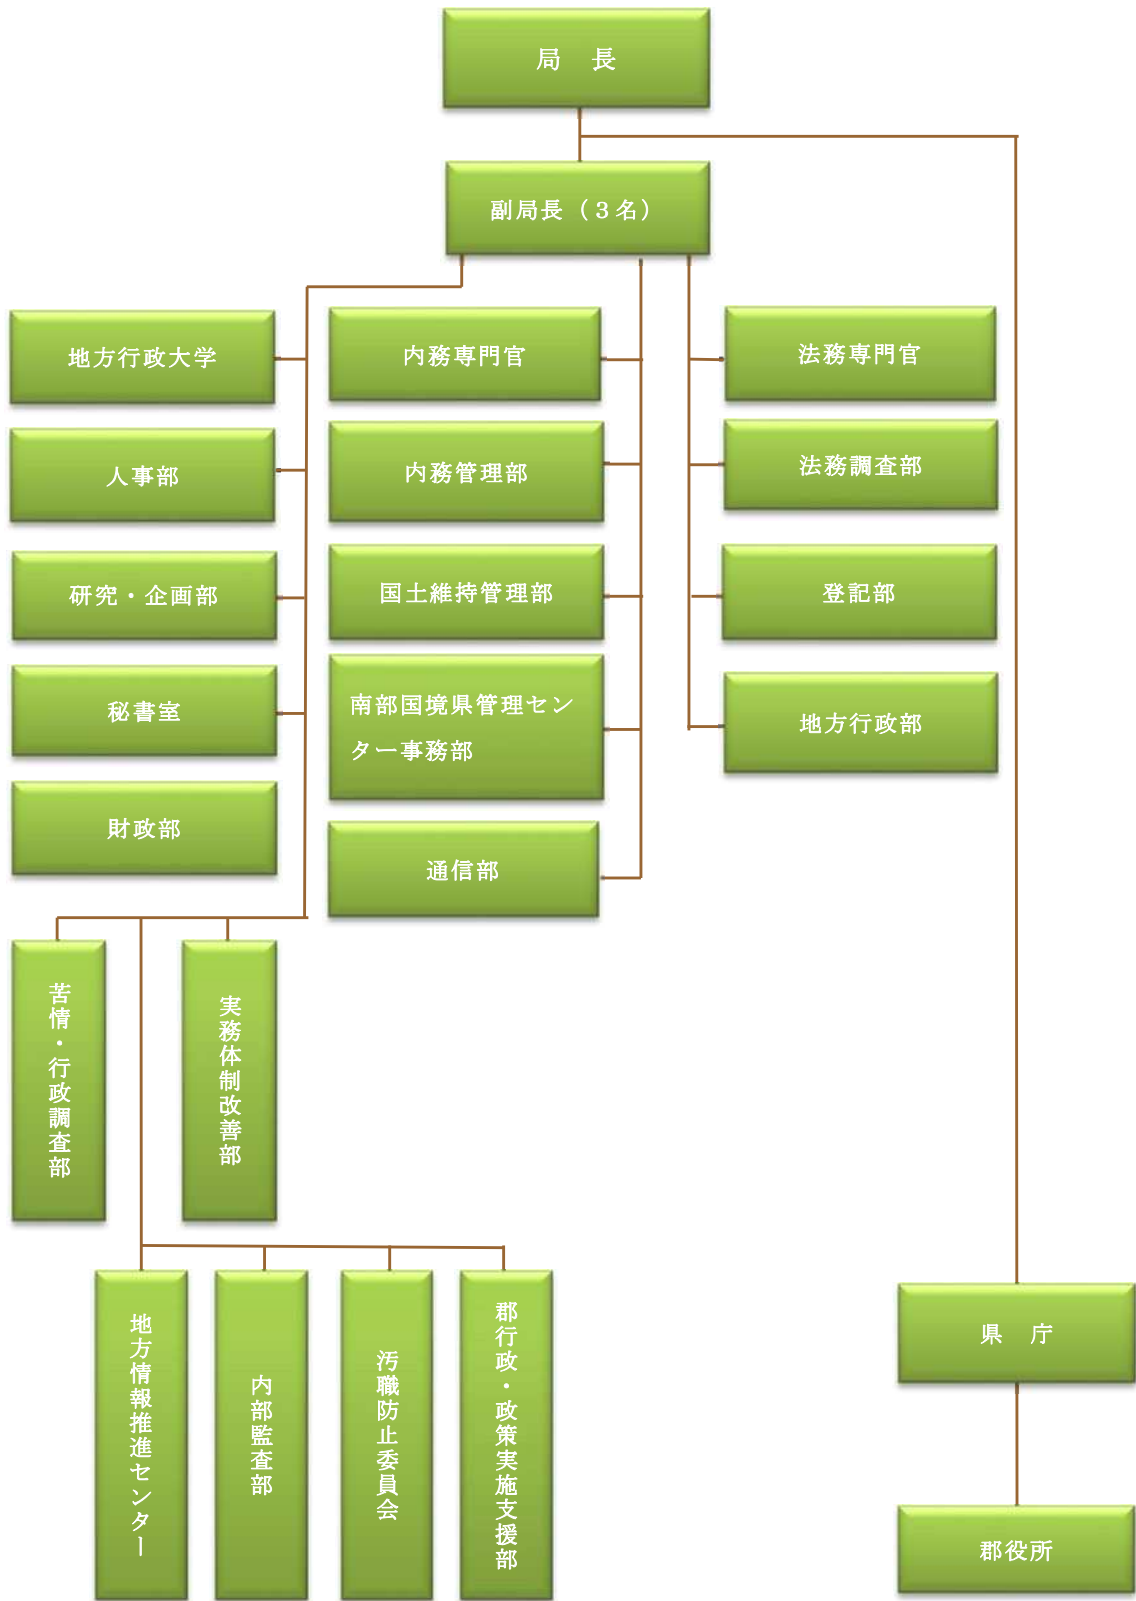 局　長
副局長（３名）
地方行政大学
内務専門官
法務専門官
人事部
内務管理部
法務調査部
研究・企画部
国土維持管理部
登記部
秘書室
南部国境県管理セン
ター事務部
地方行政部
財政部
通信部
苦情・行政調査部
実務体制改善部
地方情報推進センター
内部監査部
汚職防止委員会
郡行政・政策実施支援部
県　庁
郡役所